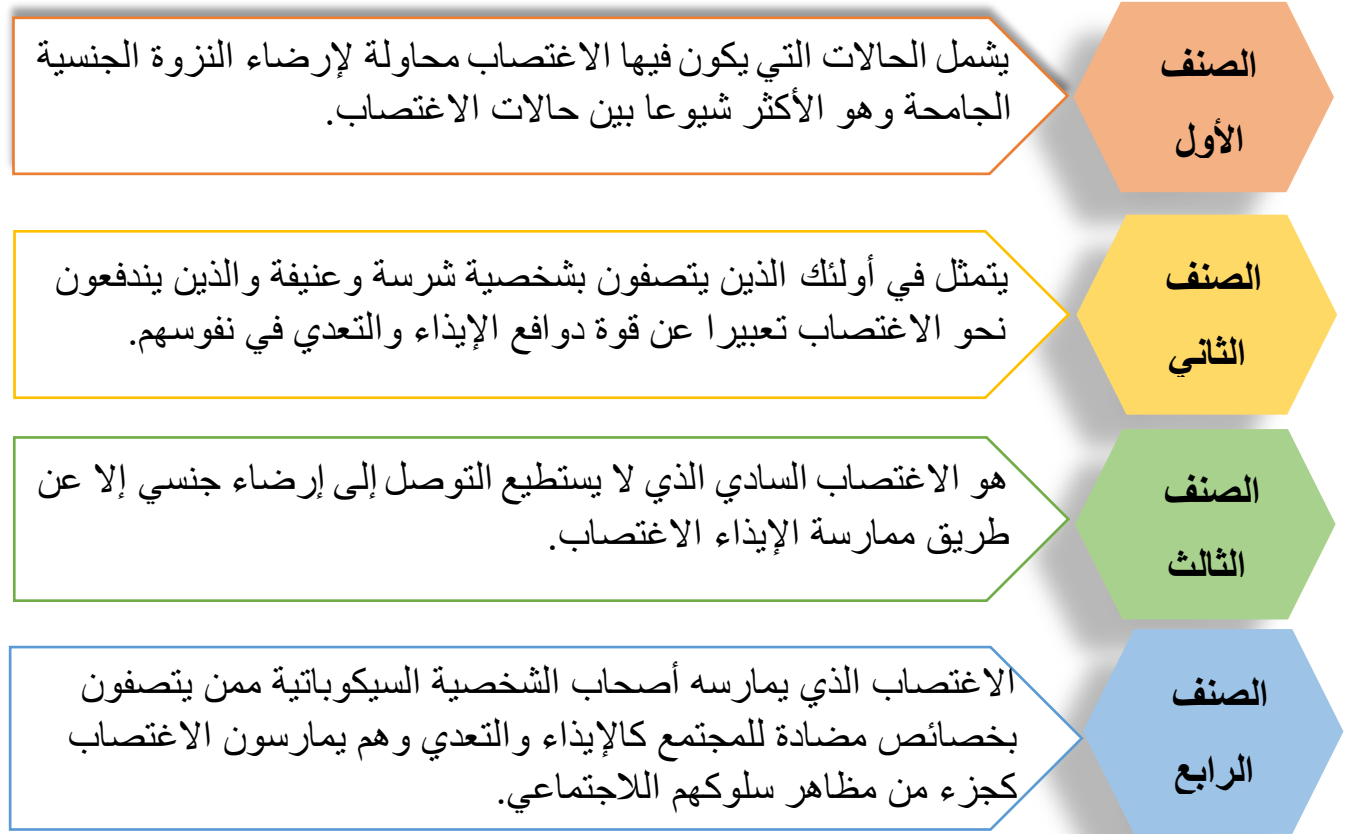 الصنف
الأول
يشمل الحالات التي يكون فيها الاغتصاب محاولة لإرضاء النزوة الجنسية
الجامحة وهو الأكثر شيوعا بين حالات الاغتصاب.
الصنف
الثاني
يتمثل في أولئك الذين يتصفون بشخصية شرسة وعنيفة والذين يندفعون
نحو الاغتصاب تعبيرا عن قوة دوافع الإيذاء والتعدي في نفوسهم.
الصنف
الثالث
هو الاغتصاب السادي الذي لا يستطيع التوصل إلى إرضاء جنسي إلا عن
طريق ممارسة الإيذاء الاغتصاب.
الصنف
الرابع
الاغتصاب الذي يمارسه أصحاب الشخصية السيكوباتية ممن يتصفون
بخصائص مضادة للمجتمع كالإيذاء والتعدي وهم يمارسون الاغتصاب
كجزء من مظاهر سلوكهم اللاجتماعي.